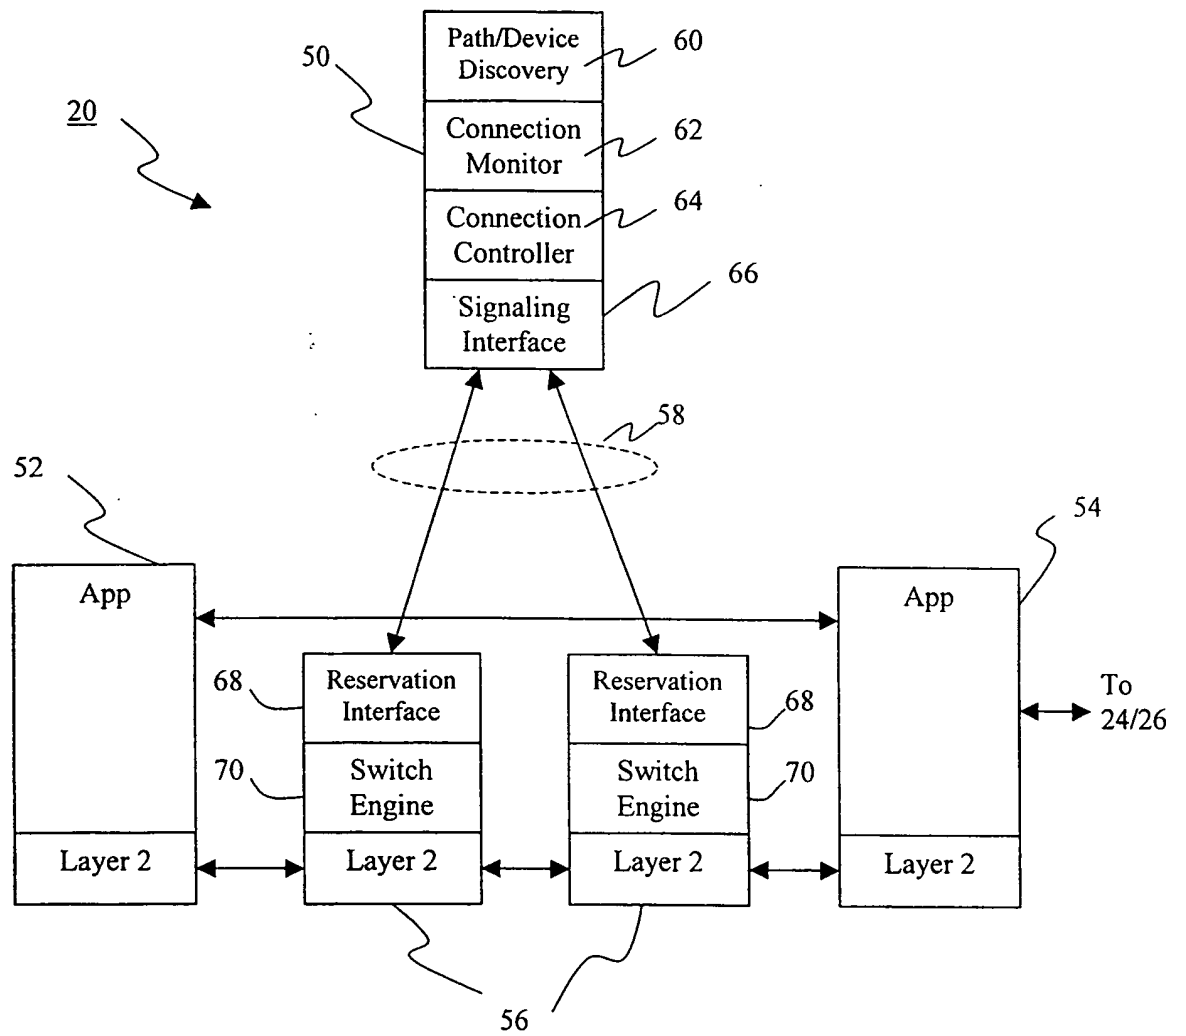 Path/Device
Discovery
60
50
20
Connection
Monitor
62
Connection
Controller
64
Signaling
Interface
66
58
52
54
App
App
Reservation
Interface
68
Reservation
Interface
68
To
24/26
Switch
Engine
70
Switch
Engine
70
Layer 2
Layer 2
Layer 2
Layer 2
56